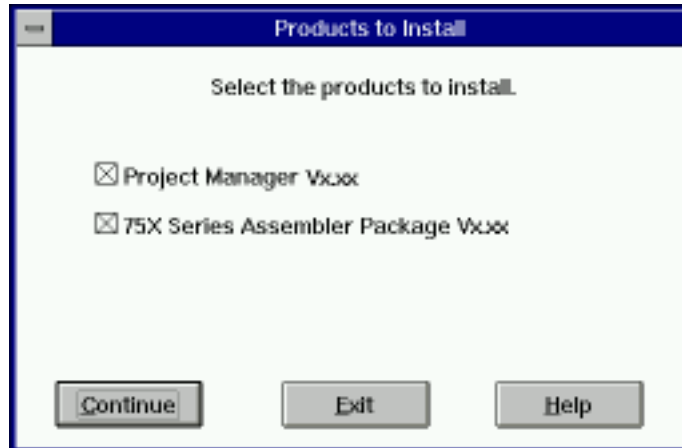 Products to Install
Select the products to install.
Project Manager Vx.xx
75X Series Assembler Package Vx.xx
Continue Exit Help